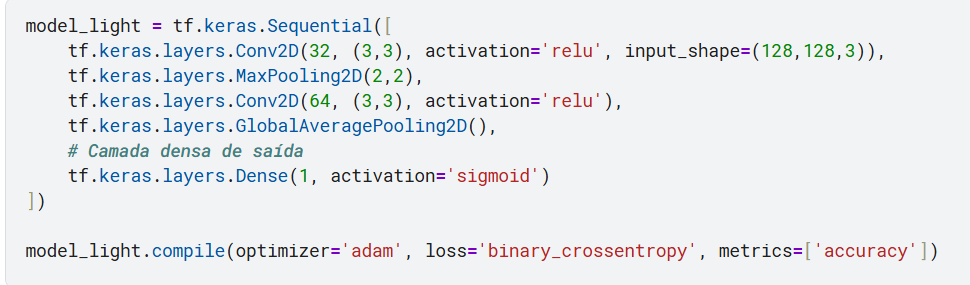 model_light = tf.keras.Sequential([
    tf.keras.layers.Conv2D(32, (3,3), activation='relu', input_shape=(128,128,3)),
    tf.keras.layers.MaxPooling2D(2,2),
    tf.keras.layers.Conv2D(64, (3,3), activation='relu'),
    tf.keras.layers.GlobalAveragePooling2D(),
    # Camada densa de saída
    tf.keras.layers.Dense(1, activation='sigmoid')
])

model_light.compile(optimizer='adam', loss='binary_crossentropy', metrics=['accuracy'])